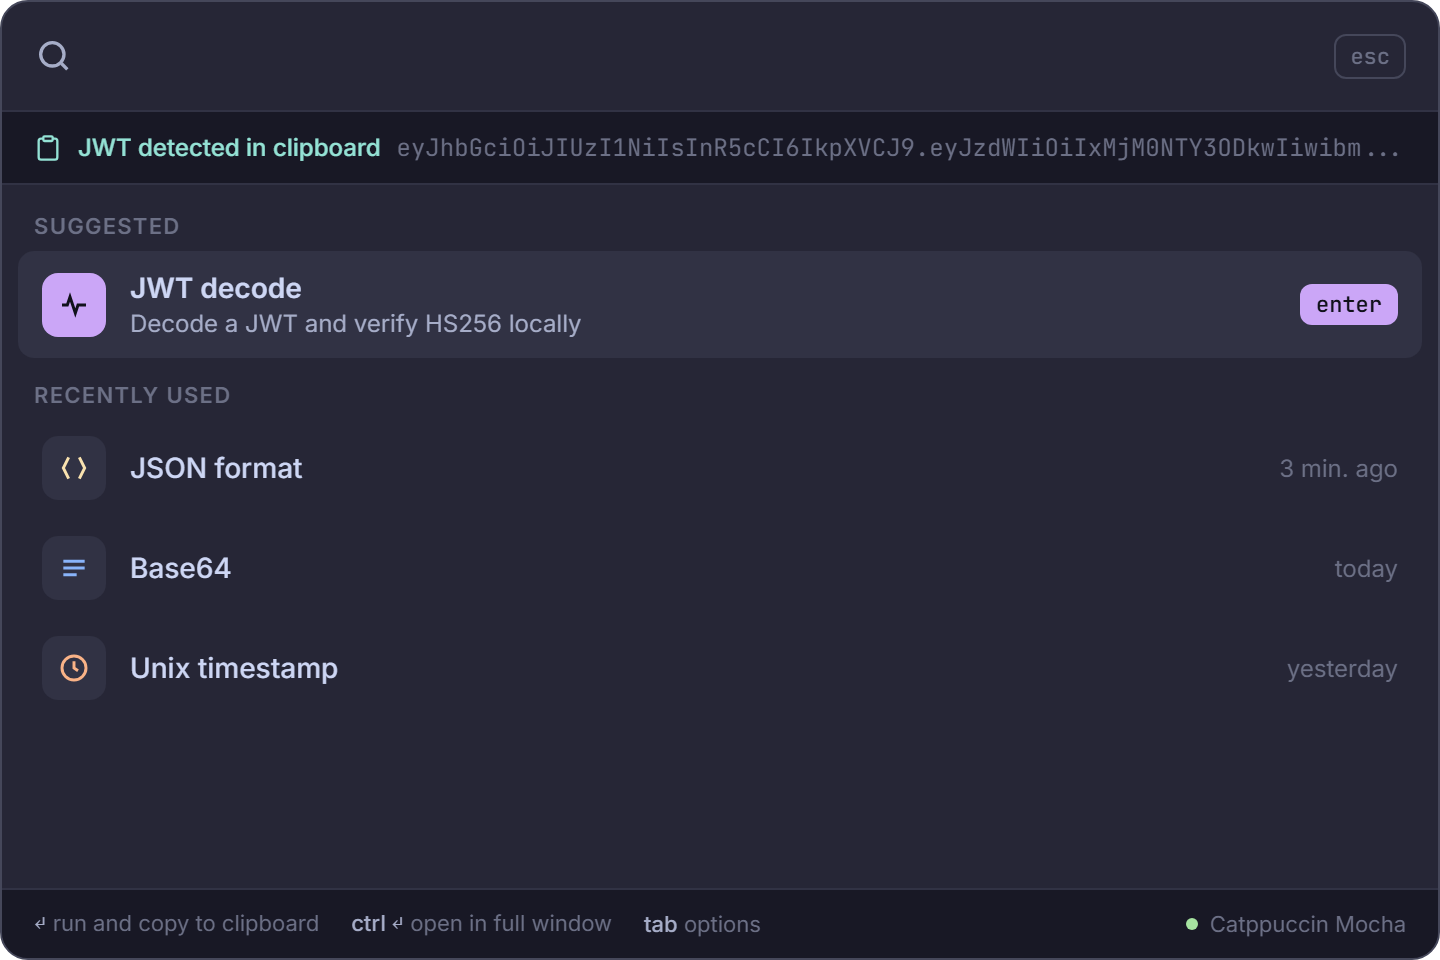 esc
JWT detected in clipboard eyJhbGciOiJIUzI1NiIsInR5cCI6IkpXVCJ9.eyJzdWIiOiIxMjM0NTY3ODkwIiwibm...
SUGGESTED
JWT decode
Decode a JWT and verify HS256 locally
enter
RECENTLY USED
JSON format 3 min. ago
Base64 today
Unix timestamp yesterday
↵ run and copy to clipboard ctrl ↵ open in full window tab options Catppuccin Mocha